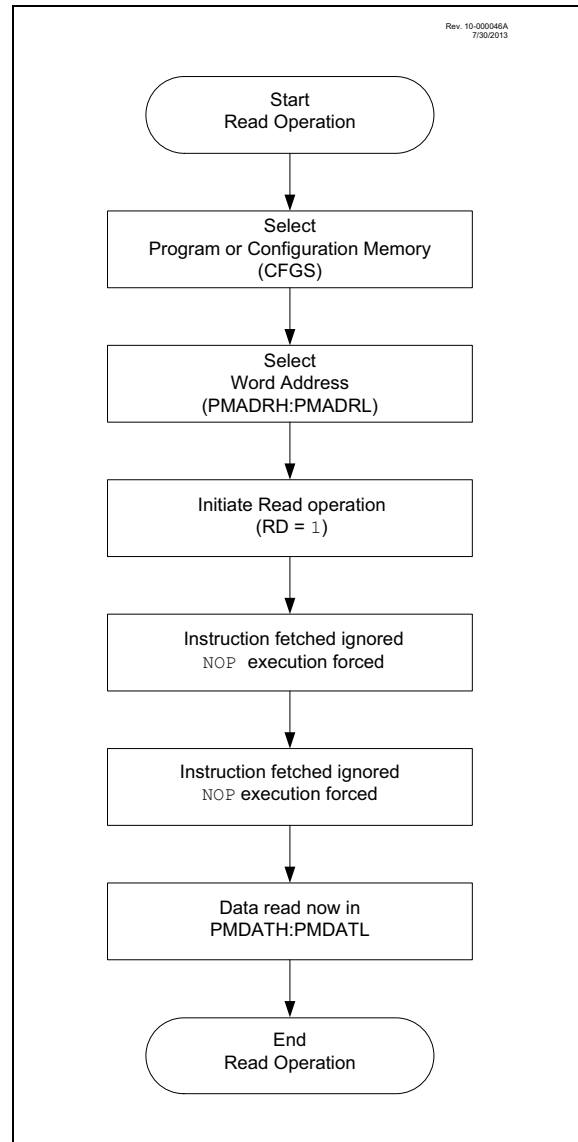 Rev. 10-000046A
7/30/2013
Start
Read Operation
Select
Program or Configuration Memory
(CFGS)
Select
Word Address
(PMADRH:PMADRL)
Initiate Read operation
(RD = 1)
Instruction fetched ignored
NOP execution forced
Instruction fetched ignored
NOP execution forced
Data read now in
PMDATH:PMDATL
End
Read Operation